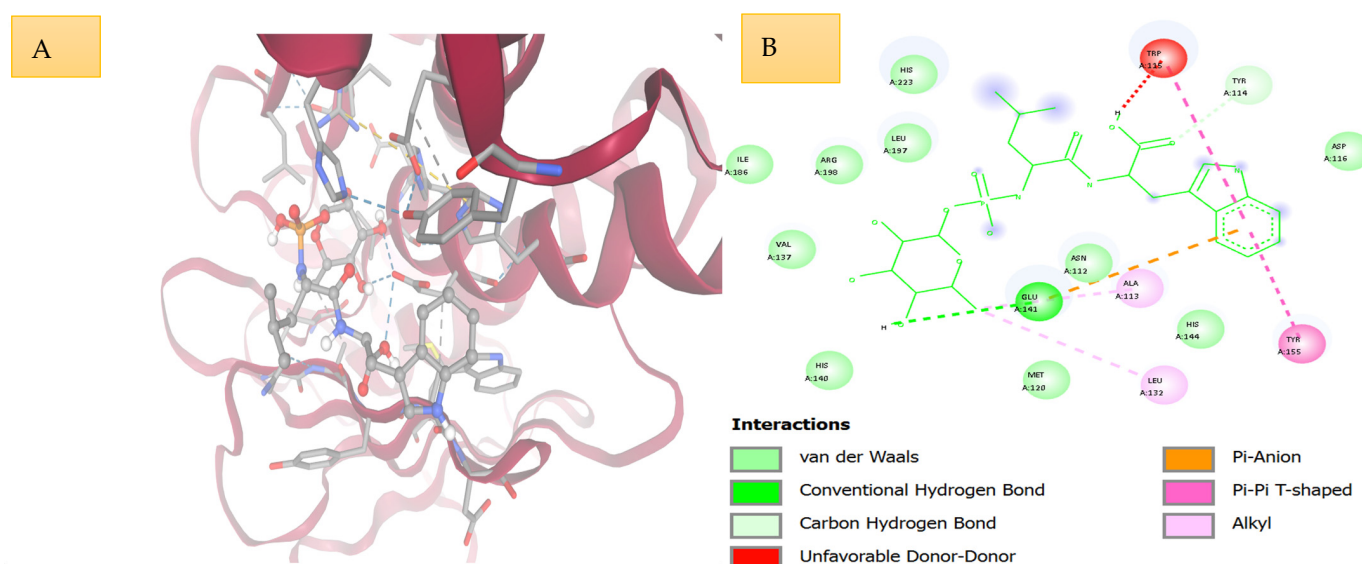 A
B
HIS
A:223
TRP
A:115
TYR
A:114
ILE
A:186
ARG
A:198
LEU
A:197
ASP
A:116
VAL
A:137
ASN
A:112
GLU
A:141
ALA
A:113
HIS
A:144
TYR
A:155
HIS
A:140
MET
A:120
LEU
A:132
H
O
O
O
N
N
O
P
N
O
O
O
O
O
H
Interactions
van der Waals
Conventional Hydrogen Bond
Carbon Hydrogen Bond
Unfavorable Donor-Donor
Pi-Anion
Pi-Pi T-shaped
Alkyl